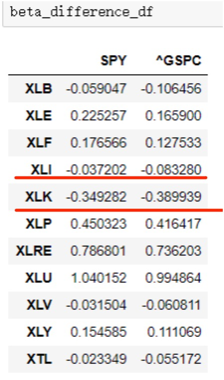 beta_difference_df
SPY ^GSPC
XLB -0.059047 -0.106456
XLE 0.225257 0.165900
XLF 0.176566 0.127533
XLI -0.037202 -0.083280
XLK -0.349282 -0.389939
XLP 0.450323 0.416417
XLRE 0.786801 0.736203
XLU 1.040152 0.994864
XLV -0.031504 -0.060811
XLY 0.154585 0.111069
XTL -0.023349 -0.055172